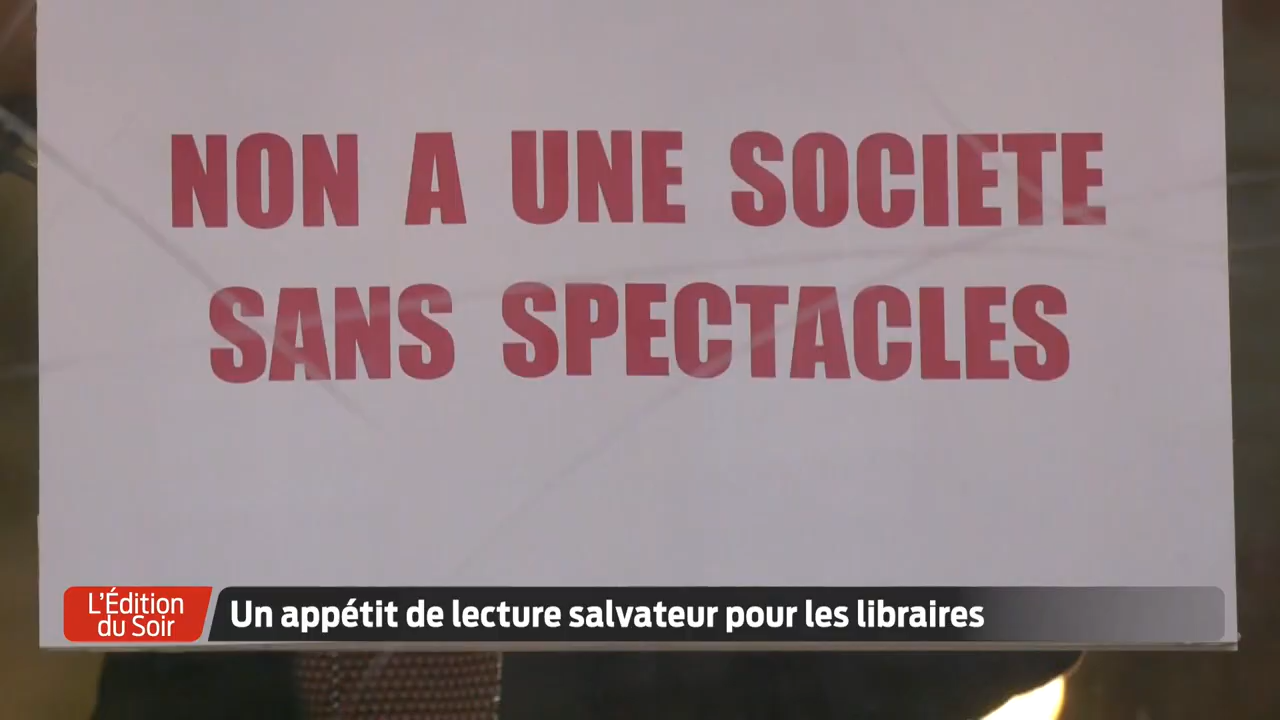 NON A UNE SOCIETE
SANS SPECTACLES
L'Édition
du Soir
Un appétit de lecture salvateur pour les libraires